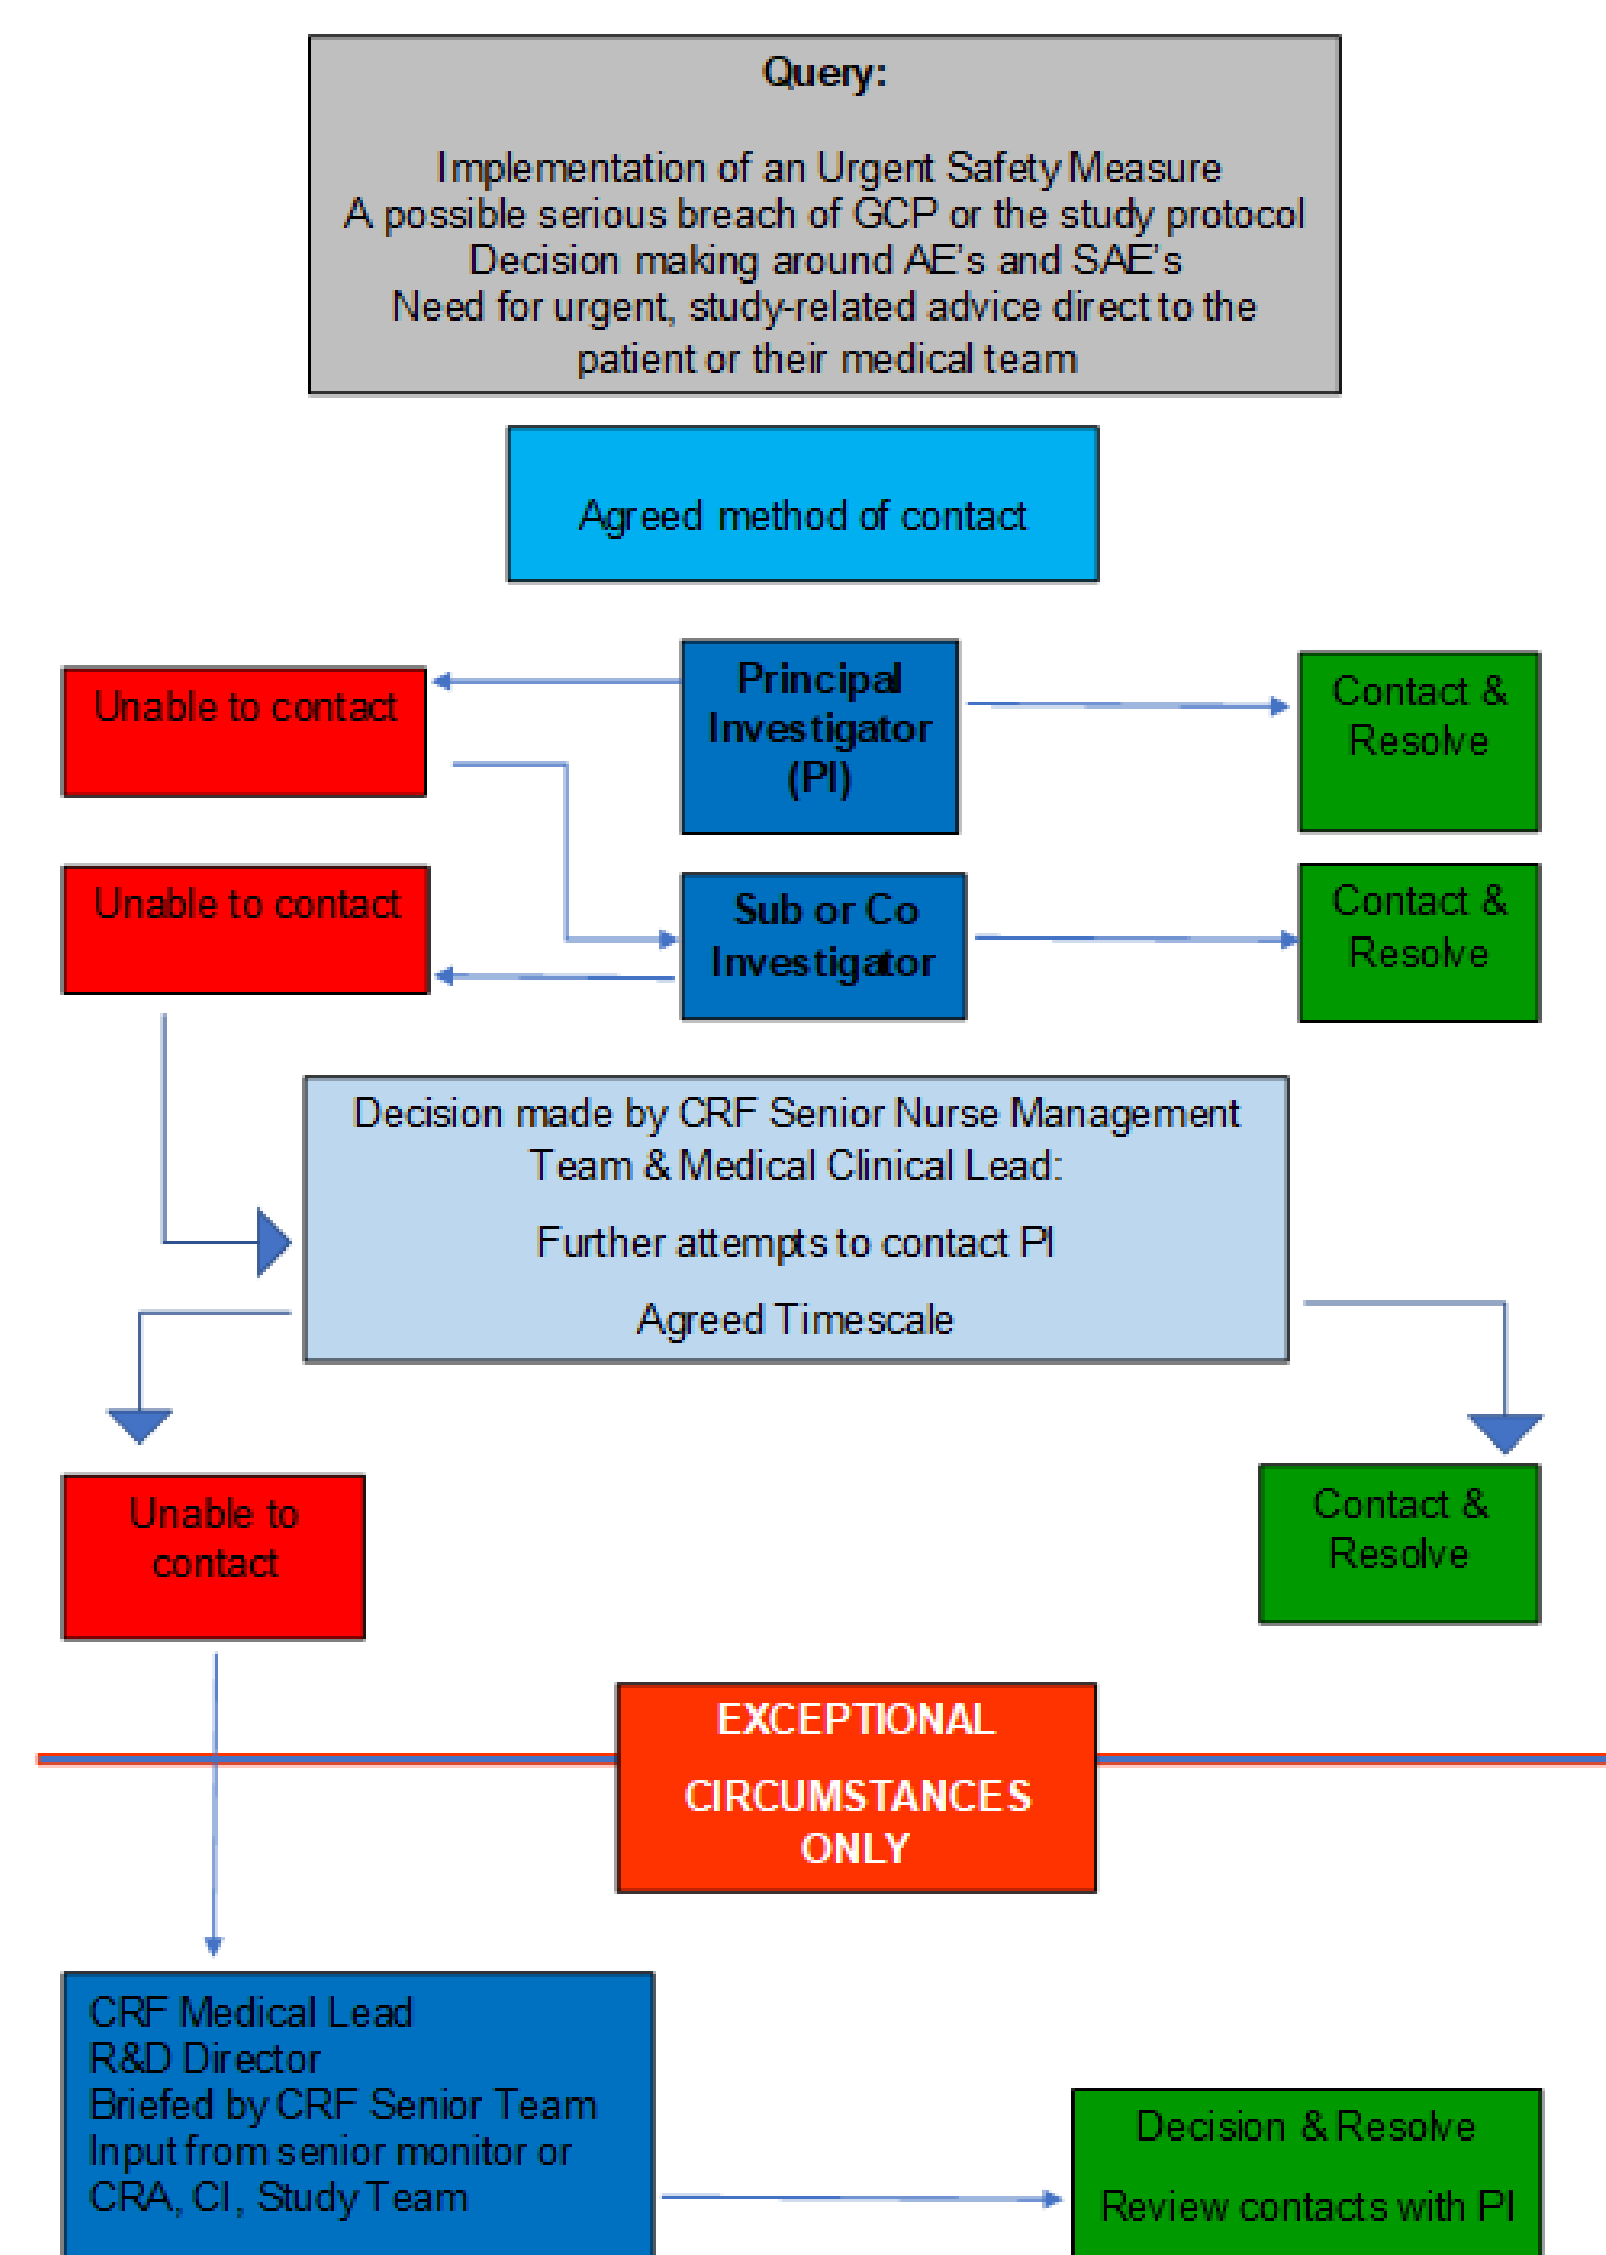 Query:
Implementation of an Urgent Safety Measure
A possible serious breach of GCP or the study protocol
Decision making around AE's and SAE's
Need for urgent, study-related advice direct to the
patient or their medical team
Agreed method of contact
Unable to contact
Principal
Investigator
(PI)
Contact &
Resolve
Unable to contact
Sub or Co
Investigator
Contact &
Resolve
Decision made by CRF Senior Nurse Management
Team & Medical Clinical Lead:
Further attempts to contact PI
Agreed Timescale
Unable to
contact
Contact &
Resolve
EXCEPTIONAL
CIRCUMSTANCES
ONLY
CRF Medical Lead
R&D Director
Briefed by CRF Senior Team
Input from senior monitor or
CRA, CI, Study Team
Decision & Resolve
Review contacts with PI